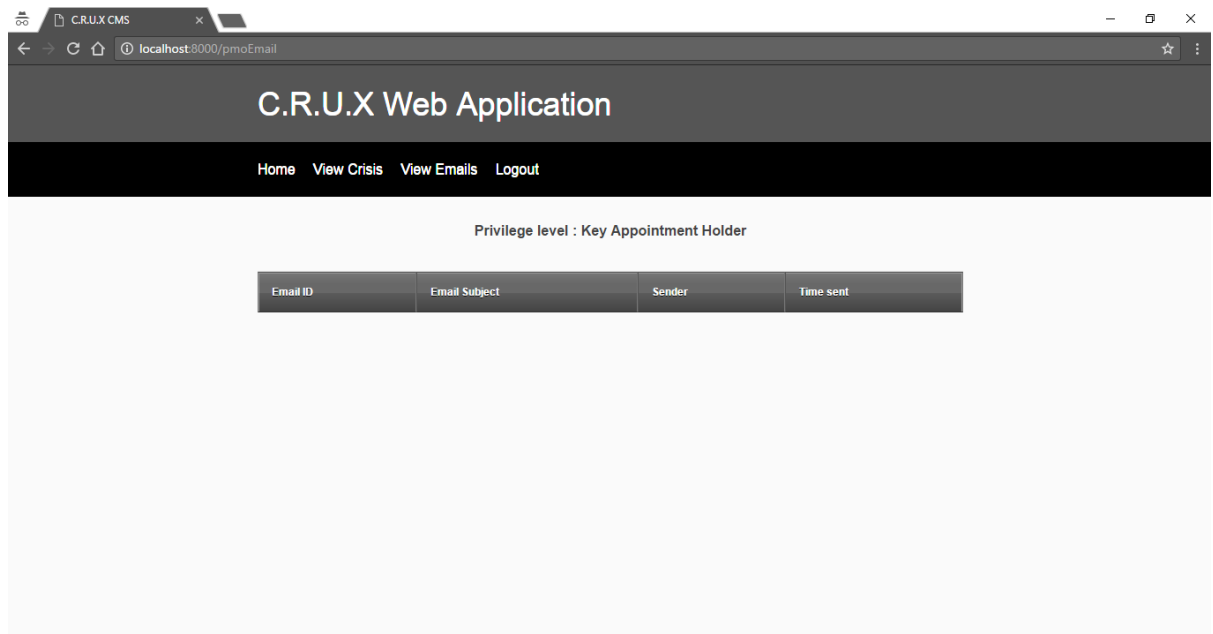 C.R.U.X CMS
localhost:8000/pmoEmail
C.R.U.X Web Application
Home View Crisis View Emails Logout
Privilege level : Key Appointment Holder
Email ID Email Subject Sender Time sent